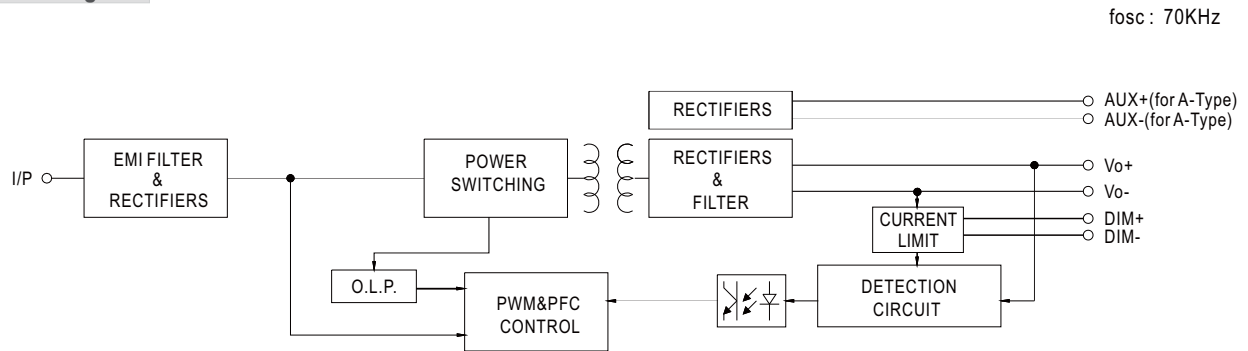 fosc : 70KHz
RECTIFIERS
AUX+(for A-Type)
AUX-(for A-Type)
I/P
EMI FILTER
&
RECTIFIERS
POWER
SWITCHING
RECTIFIERS
&
FILTER
Vo+
Vo-
CURRENT
LIMIT
DIM+
DIM-
O.L.P.
PWM&PFC
CONTROL
DETECTION
CIRCUIT